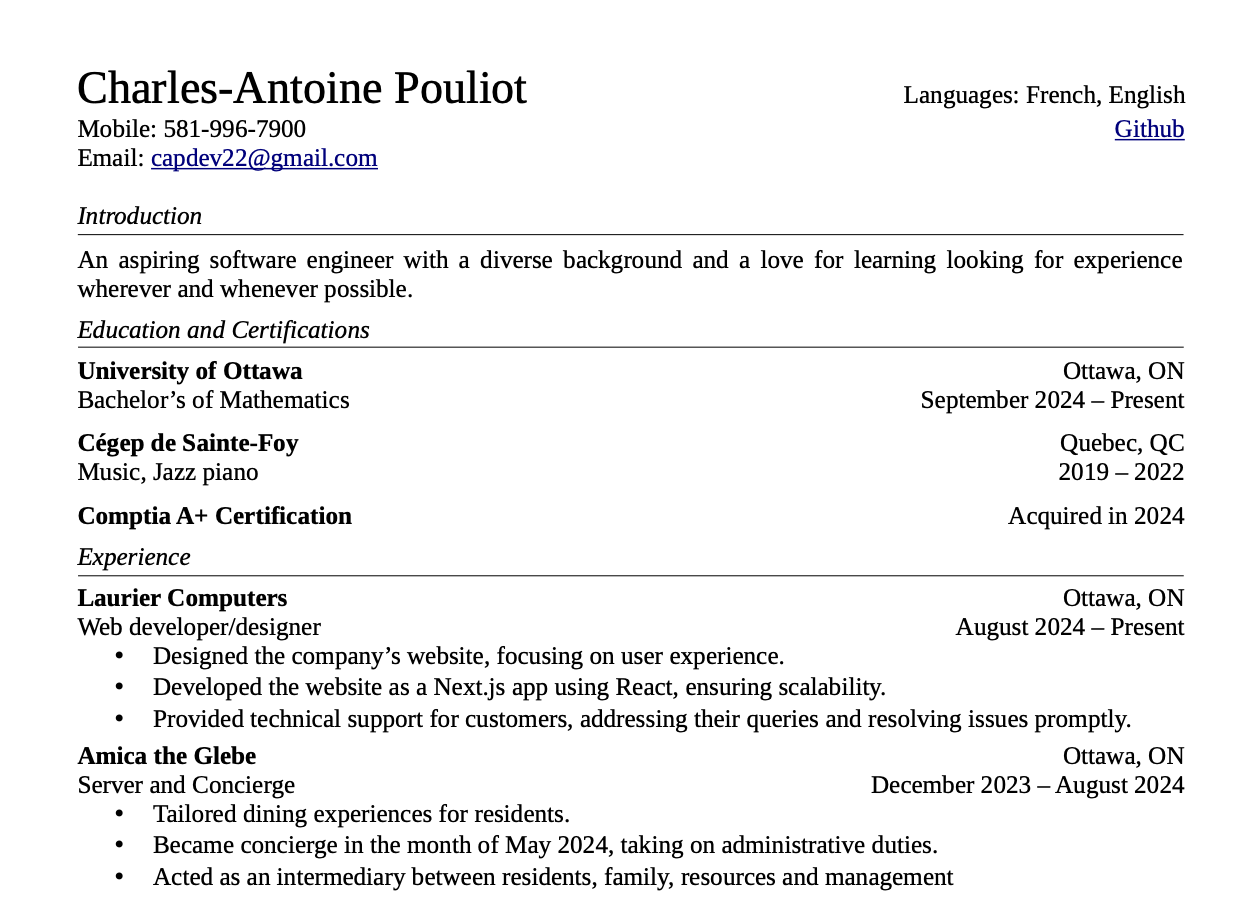 Charles-Antoine Pouliot
Languages: French, English
Mobile: 581-996-7900
Github
Email: capdev22@gmail.com
Introduction
An aspiring software engineer with a diverse background and a love for learning looking for experience
wherever and whenever possible.
Education and Certifications
University of Ottawa
Ottawa, ON
Bachelor’s of Mathematics
September 2024 – Present
Cégep de Sainte-Foy
Quebec, QC
Music, Jazz piano
2019 – 2022
Comptia A+ Certification
Acquired in 2024
Experience
Laurier Computers
Ottawa, ON
Web developer/designer
August 2024 – Present
• Designed the company’s website, focusing on user experience.
• Developed the website as a Next.js app using React, ensuring scalability.
• Provided technical support for customers, addressing their queries and resolving issues promptly.
Amica the Glebe
Ottawa, ON
Server and Concierge
December 2023 – August 2024
• Tailored dining experiences for residents.
• Became concierge in the month of May 2024, taking on administrative duties.
• Acted as an intermediary between residents, family, resources and management